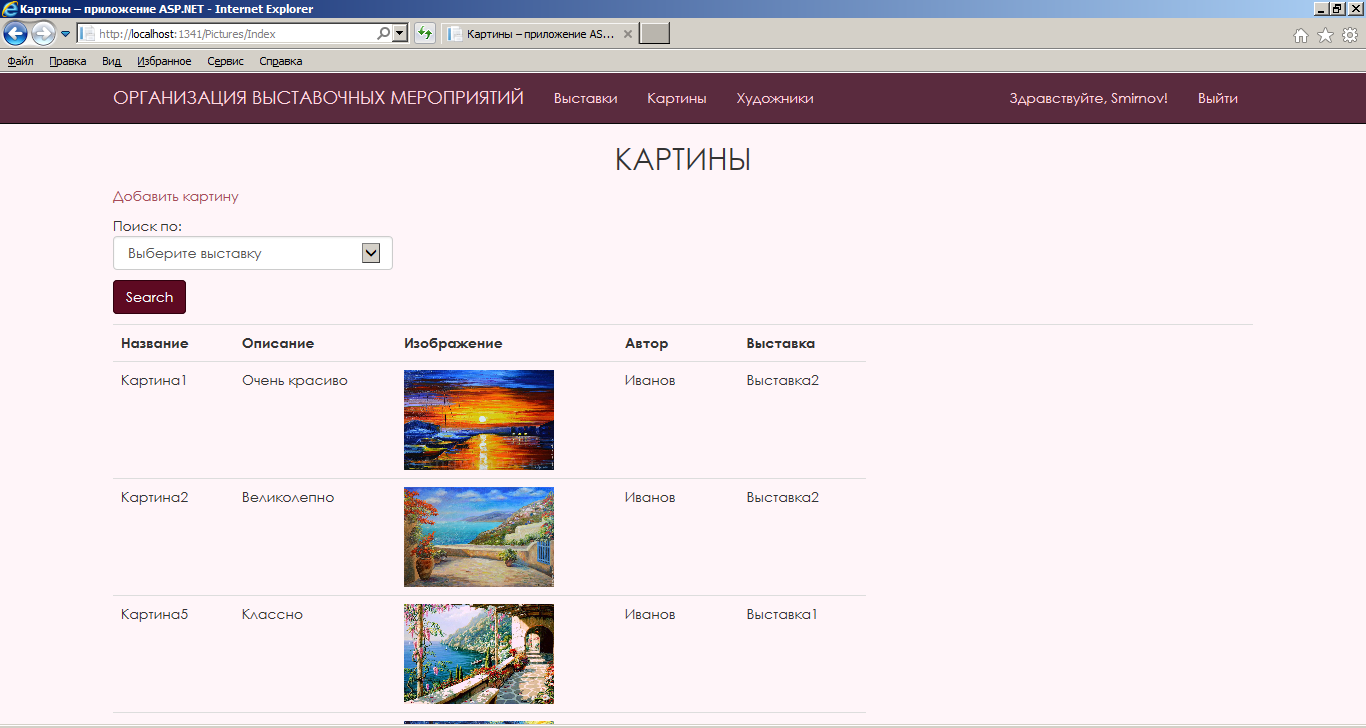 Картины – приложение ASP.NET - Internet Explorer
http://localhost:1341/Pictures/Index
Картины – приложение AS...
Файл Правка Вид Избранное Сервис Справка
ОРГАНИЗАЦИЯ ВЫСТАВОЧНЫХ МЕРОПРИЯТИЙ Выставки Картины Художники Здравствуйте, Smirnov! Выйти
КАРТИНЫ
Добавить картину
Поиск по:
Выберите выставку
Search
Название Описание Изображение Автор Выставка
Картина1 Очень красиво Иванов Выставка2
Картина2 Великолепно Иванов Выставка2
Картина5 Классно Иванов Выставка1